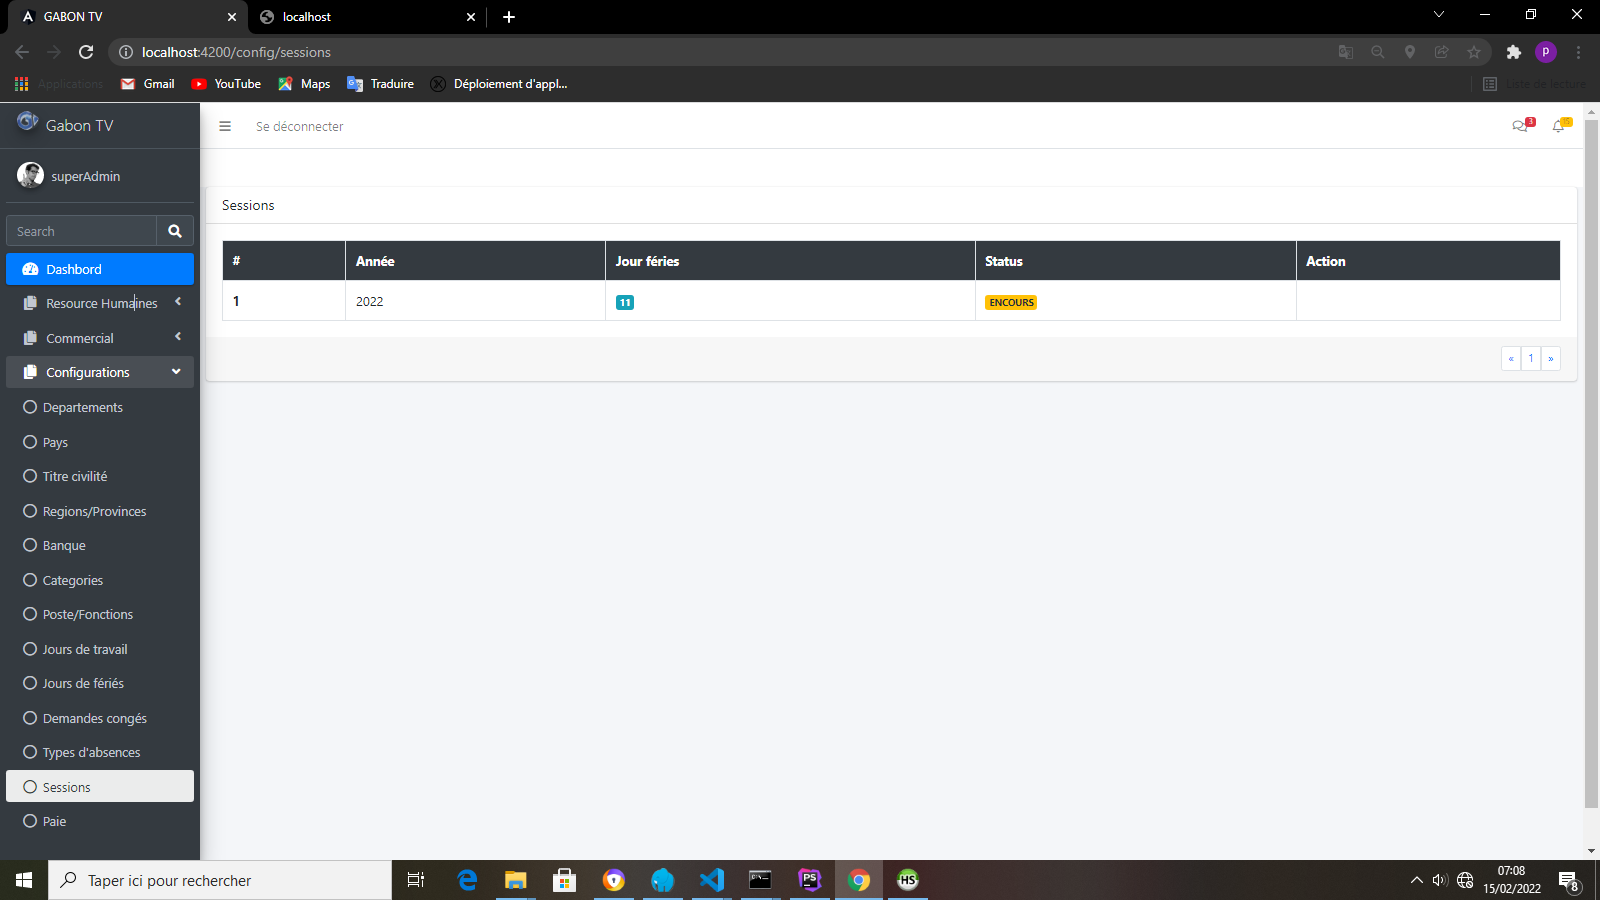 GABON TV
localhost
localhost:4200/config/sessions
P
Applications
Gmail
YouTube
Maps
Traduire
Déploiement d'appl...
Liste de lecture
Gabon TV
Se déconnecter
3
15
superAdmin
Search
Dashbord
Resource Humaines
Commercial
Configurations
Departements
Pays
Titre civilité
Regions/Provinces
Banque
Categories
Poste/Fonctions
Jours de travail
Jours de fériés
Demandes congés
Types d'absences
Sessions
Paie
Sessions
# Année Jour féries Status Action
1 2022 11 ENCOURS
« 1 »
Taper ici pour rechercher
PS
HS
07:08
15/02/2022
8